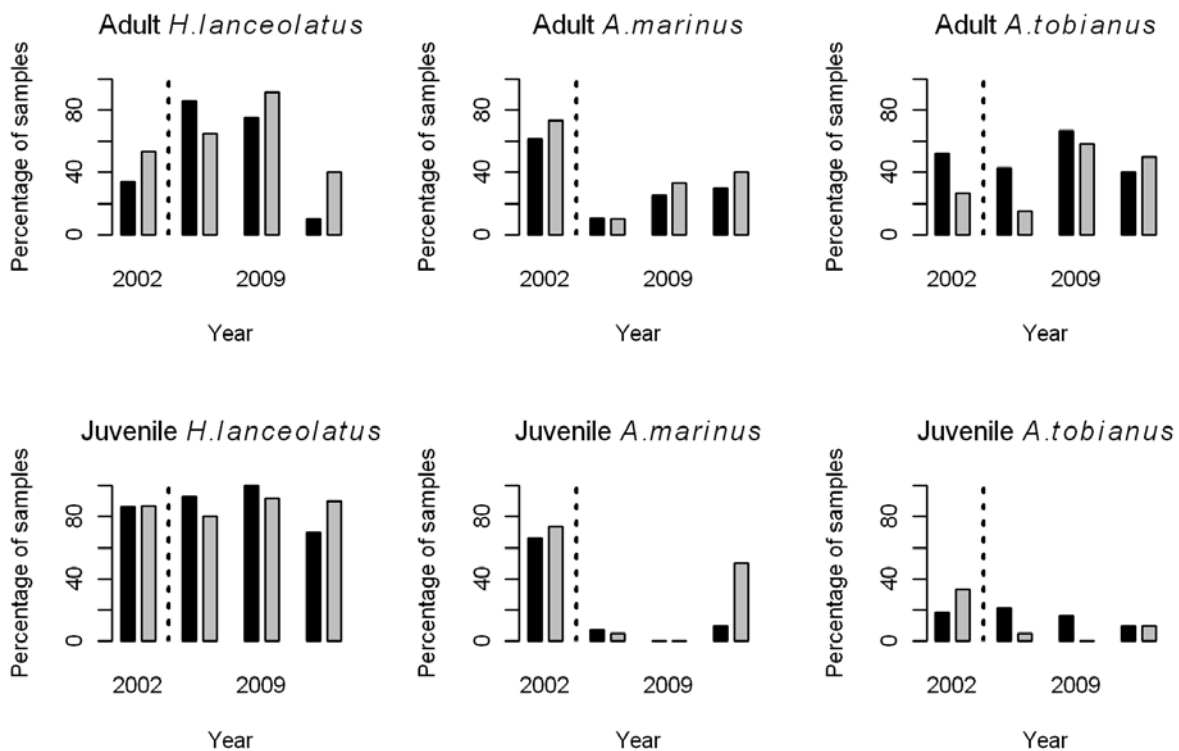 Adult H.lanceolatus
Percentage of samples
0 40 80
2002 2009
Year
Adult A.marinus
Percentage of samples
0 40 80
2002 2009
Year
Adult A.tobianus
Percentage of samples
0 40 80
2002 2009
Year
Juvenile H.lanceolatus
Percentage of samples
0 40 80
2002 2009
Year
Juvenile A.marinus
Percentage of samples
0 40 80
2002 2009
Year
Juvenile A.tobianus
Percentage of samples
0 40 80
2002 2009
Year